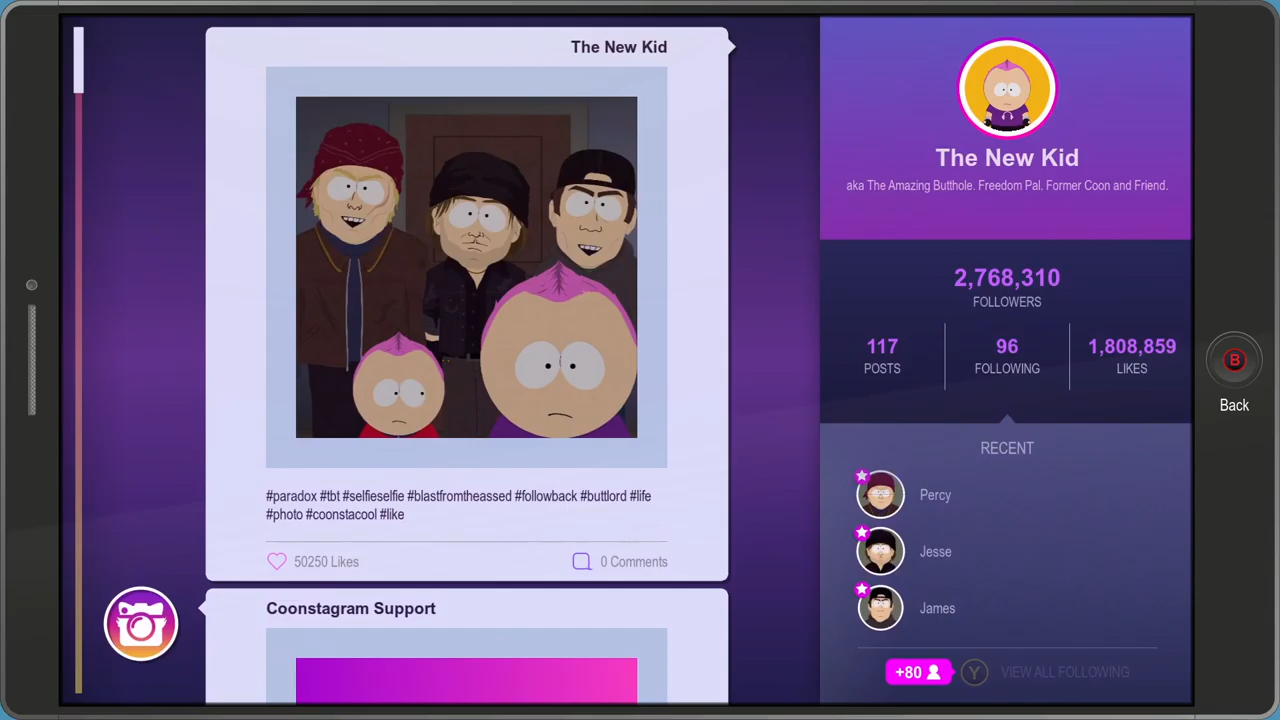 The New Kid
#paradox #tbt #selfieselfie #blastfromtheassed #followback #buttlord #life
#photo #coonstacool #like
50250 Likes
0 Comments
Coonstagram Support
The New Kid
aka The Amazing Butthole. Freedom Pal. Former Coon and Friend.
2,768,310
FOLLOWERS
117
POSTS
96
FOLLOWING
1,808,859
LIKES
RECENT
Percy
Jesse
James
+80
Y
VIEW ALL FOLLOWING
B
Back